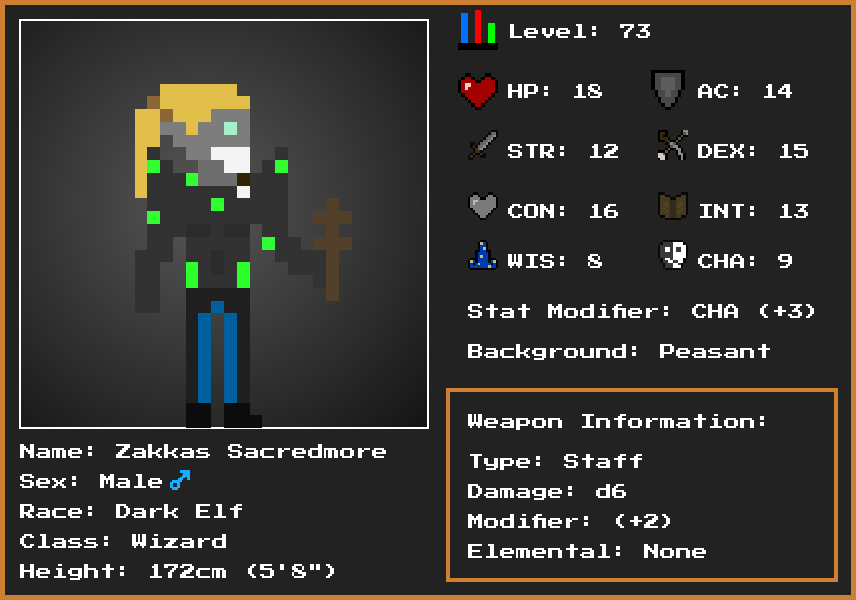 Level: 73
HP: 18 AC: 14
STR: 12 DEX: 15
CON: 16 INT: 13
WIS: 8 CHA: 9
Stat Modifier: CHA (+3)
Background: Peasant
Weapon Information:
Type: Staff
Damage: d6
Modifier: (+2)
Elemental: None
Name: Zakkas Sacredmore
Sex: Male ♂
Race: Dark Elf
Class: Wizard
Height: 172cm (5'8")